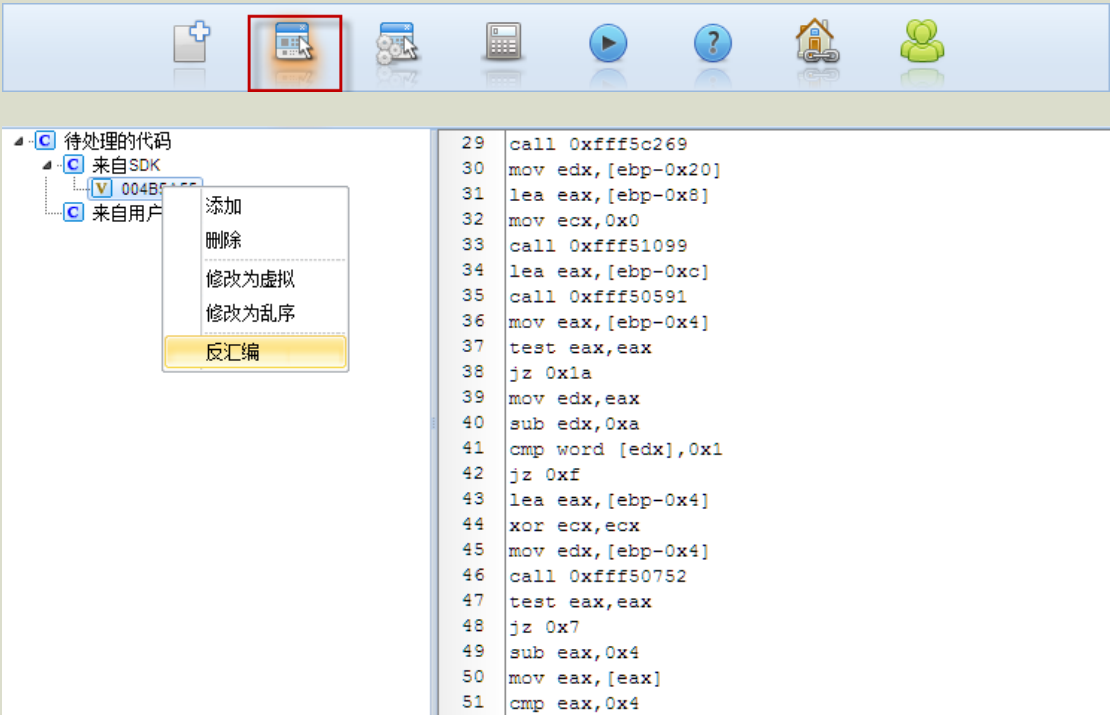 待处理的代码
来自SDK
004B5
来自用户
添加
删除
修改为虚拟
修改为乱序
反汇编
29 call 0xfff5c269
30 mov edx,[ebp-0x20]
31 lea eax,[ebp-0x8]
32 mov ecx,0x0
33 call 0xfff51099
34 lea eax,[ebp-0xc]
35 call 0xfff50591
36 mov eax,[ebp-0x4]
37 test eax,eax
38 jz 0x1a
39 mov edx,eax
40 sub edx,0xa
41 cmp word [edx],0x1
42 jz 0xf
43 lea eax,[ebp-0x4]
44 xor ecx,ecx
45 mov edx,[ebp-0x4]
46 call 0xfff50752
47 test eax,eax
48 jz 0x7
49 sub eax,0x4
50 mov eax,[eax]
51 cmp eax,0x4